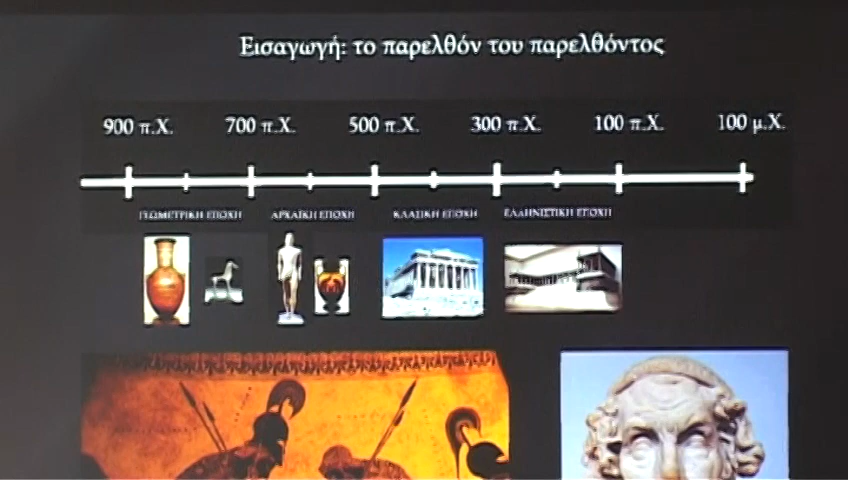 Εισαγωγή: το παρελθόν του παρελθόντος
900 π.Χ. 700 π.Χ. 500 π.Χ. 300 π.Χ. 100 π.Χ. 100 μ.Χ.
ΓΕΩΜΕΤΡΙΚΗ ΕΠΟΧΗ ΑΡΧΑΪΚΗ ΕΠΟΧΗ ΚΛΑΣΙΚΗ ΕΠΟΧΗ ΕΛΛΗΝΙΣΤΙΚΗ ΕΠΟΧΗ